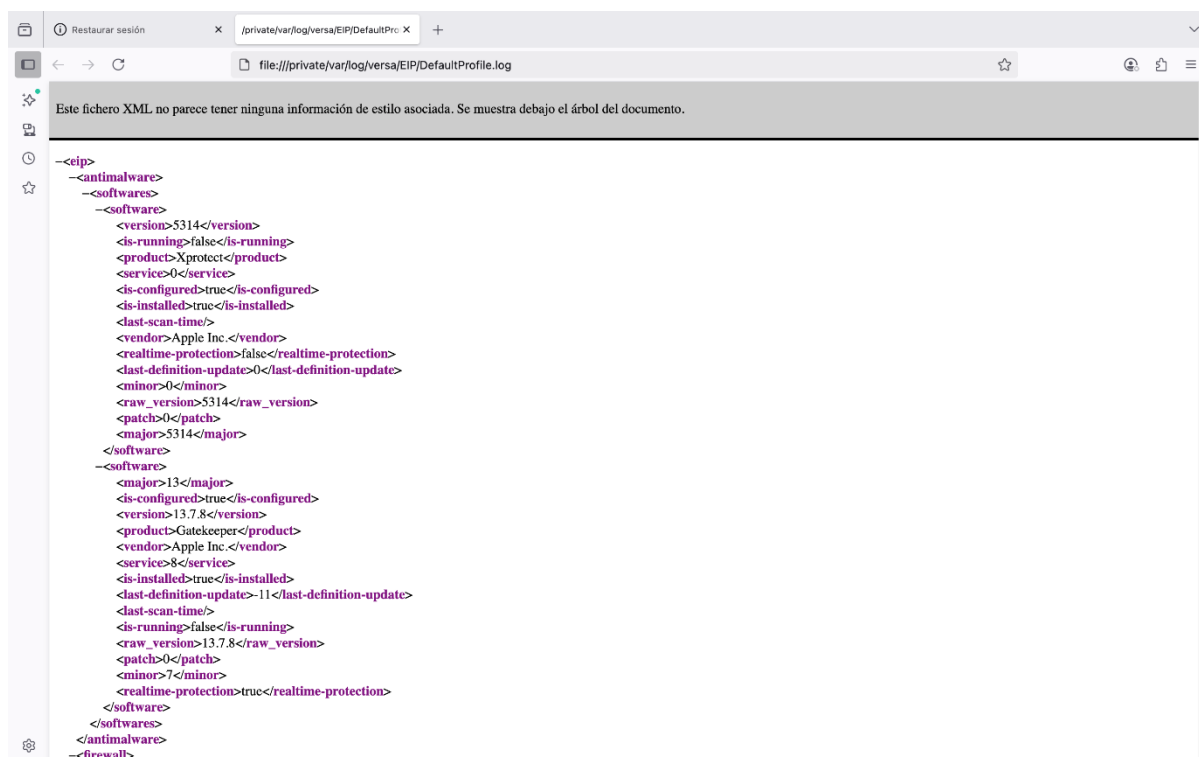 Restaurar sesión
/private/var/log/versa/EIP/DefaultPro
file:///private/var/log/versa/EIP/DefaultProfile.log
Este fichero XML no parece tener ninguna información de estilo asociada. Se muestra debajo el árbol del documento.
−<eip>
−<antimalware>
−<softwares>
−<software>
<version>5314</version>
<is-running>false</is-running>
<product>Xprotect</product>
<service>0</service>
<is-configured>true</is-configured>
<is-installed>true</is-installed>
<last-scan-time/>
<vendor>Apple Inc.</vendor>
<realtime-protection>false</realtime-protection>
<last-definition-update>0</last-definition-update>
<minor>0</minor>
<raw_version>5314</raw_version>
<patch>0</patch>
<major>5314</major>
</software>
−<software>
<major>13</major>
<is-configured>true</is-configured>
<version>13.7.8</version>
<product>Gatekeeper</product>
<vendor>Apple Inc.</vendor>
<service>8</service>
<is-installed>true</is-installed>
<last-definition-update>-11</last-definition-update>
<last-scan-time/>
<is-running>false</is-running>
<raw_version>13.7.8</raw_version>
<patch>0</patch>
<minor>7</minor>
<realtime-protection>true</realtime-protection>
</software>
</softwares>
</antimalware>
−<firewall>